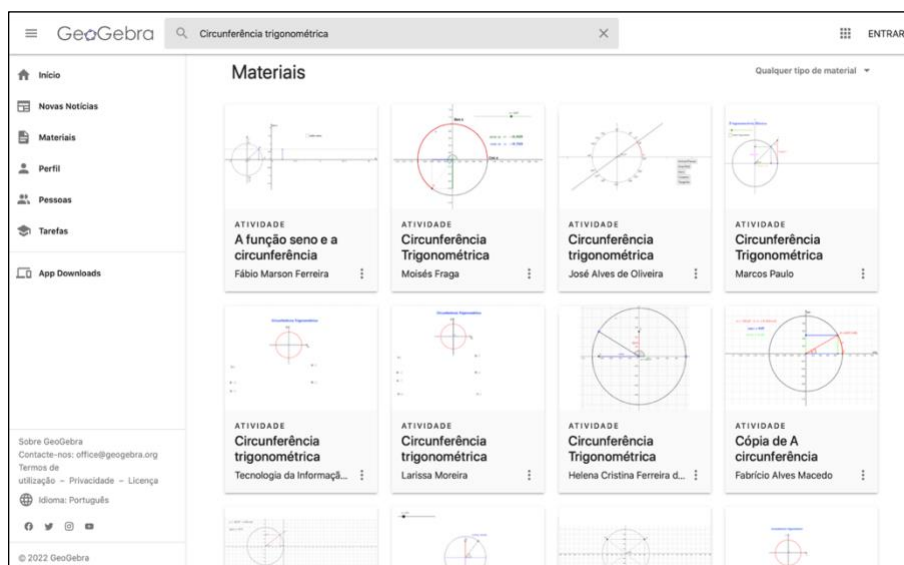 GeoGebra
Circunferência trigonométrica
ENTRAR
Início
Novas Notícias
Materiais
Perfil
Pessoas
Tarefas
App Downloads
Sobre GeoGebra
Contacte-nos: office@geogebra.org
Termos de
utilização – Privacidade – Licença
Idioma: Português
© 2022 GeoGebra
Materiais
Qualquer tipo de material
ATIVIDADE
A função seno e a
circunferência
Fábio Marson Ferreira
ATIVIDADE
Circunferência
Trigonométrica
Moisés Fraga
ATIVIDADE
Circunferência
trigonométrica
José Alves de Oliveira
ATIVIDADE
Circunferência
Trigonométrica
Marcos Paulo
Circunferência Trigonométrica
ATIVIDADE
Circunferência
trigonométrica
Tecnologia da Informaçã...
Circunferência Trigonométrica
ATIVIDADE
Circunferência
trigonométrica
Larissa Moreira
ATIVIDADE
Circunferência
Trigonométrica
Helena Cristina Ferreira d...
ATIVIDADE
Cópia de A
circunferência
Fabrício Alves Macedo